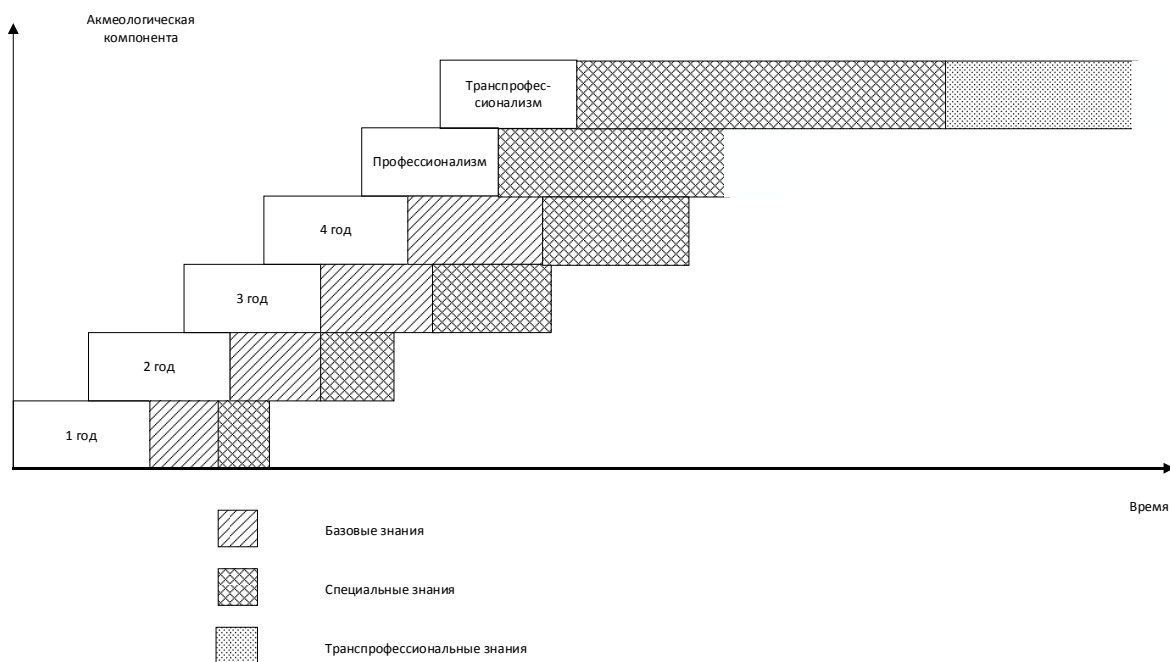 Акмеологическая
компонента
Транспрофес-
сионализм
Профессионализм
4 год
3 год
2 год
1 год
Время
Базовые знания
Специальные знания
Транспрофессиональные знания